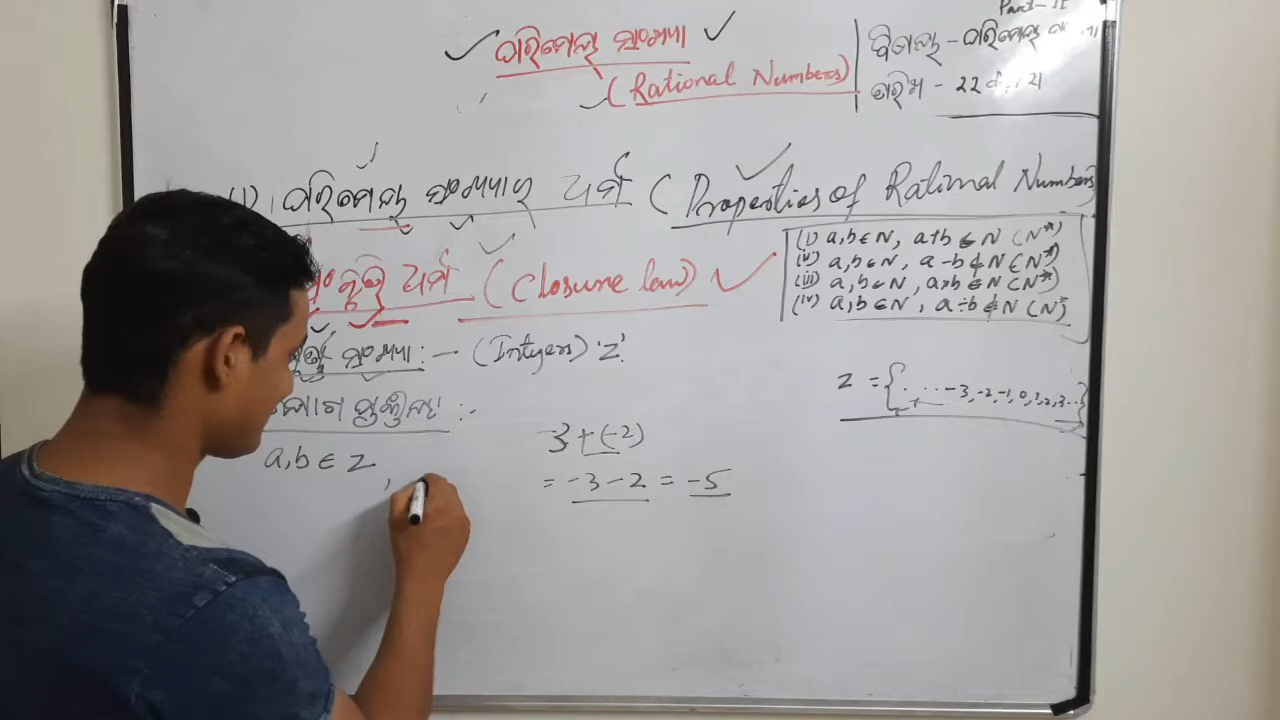 Part-II
ପରିମେୟ ସଂଖ୍ୟା
(Rational Numbers)
ବିଷୟ - ପରିମେୟ
ତାରିଖ - 22
(1) ପରିମେୟ ସଂଖ୍ୟାର ଧର୍ମ (Properties of Rational Numbers)
ସଂବୃତ୍ତି ଧର୍ମ (Closure law)
(i) a,b ∈ N, a+b ∈ N (N*)
(ii) a,b ∈ N, a-b ∉ N (N*)
(iii) a,b ∈ N, a×b ∈ N (N*)
(iv) a,b ∈ N, a÷b ∉ N (N*)
ସଂଖ୍ୟା :- (Integers) 'Z'.
Z = {.....-3,-2,-1,0,1,2,3...}
ଯୋଗ :-
-3+(-2)
a,b ∈ Z ,
= -3-2 = -5